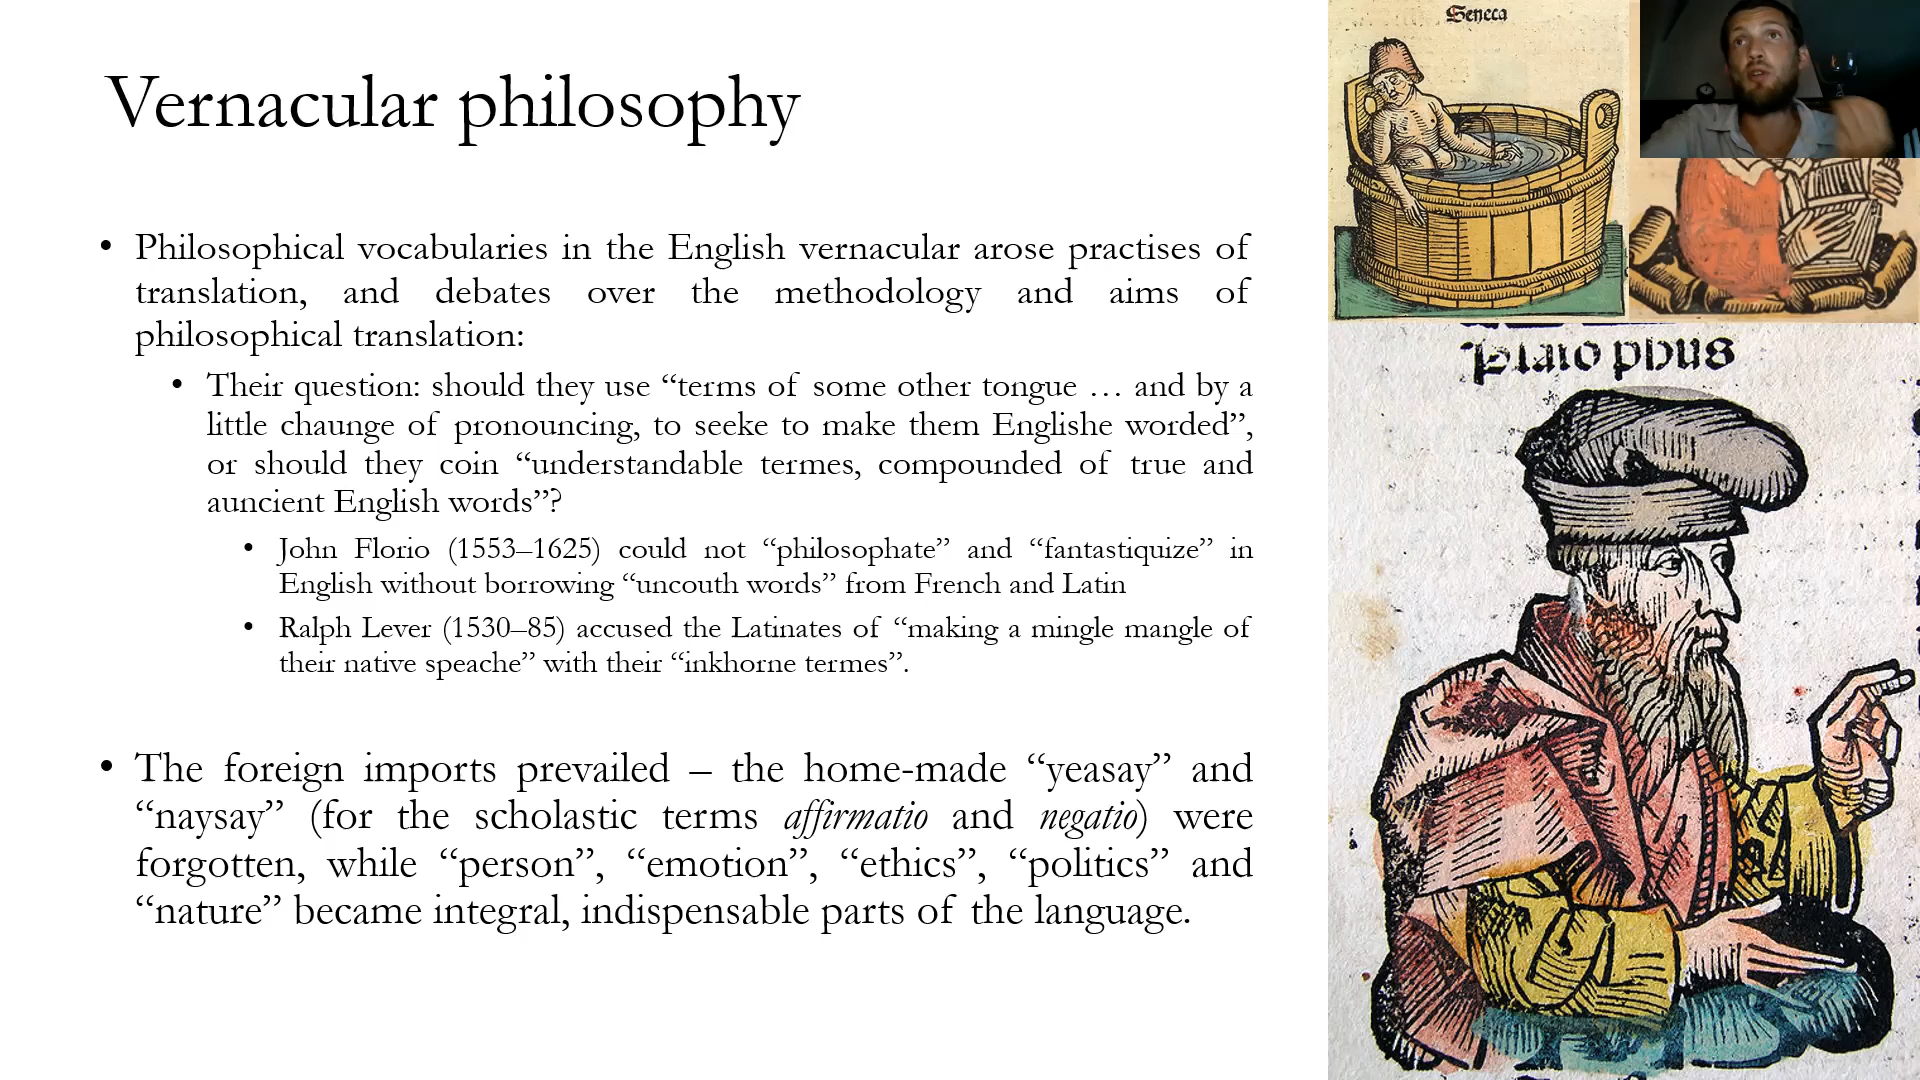 Vernacular philosophy
• Philosophical vocabularies in the English vernacular arose practises of
translation, and debates over the methodology and aims of
philosophical translation:
• Their question: should they use “terms of some other tongue … and by a
little chaunge of pronouncing, to seeke to make them Englishe worded”,
or should they coin “understandable termes, compounded of true and
auncient English words”?
• John Florio (1553–1625) could not “philosophate” and “fantastiquize” in
English without borrowing “uncouth words” from French and Latin
• Ralph Lever (1530–85) accused the Latinates of “making a mingle mangle of
their native speache” with their “inkhorne termes”.
• The foreign imports prevailed – the home-made “yeasay” and
“naysay” (for the scholastic terms affirmatio and negatio) were
forgotten, while “person”, “emotion”, “ethics”, “politics” and
“nature” became integral, indispensable parts of the language.
Seneca
Plato phus